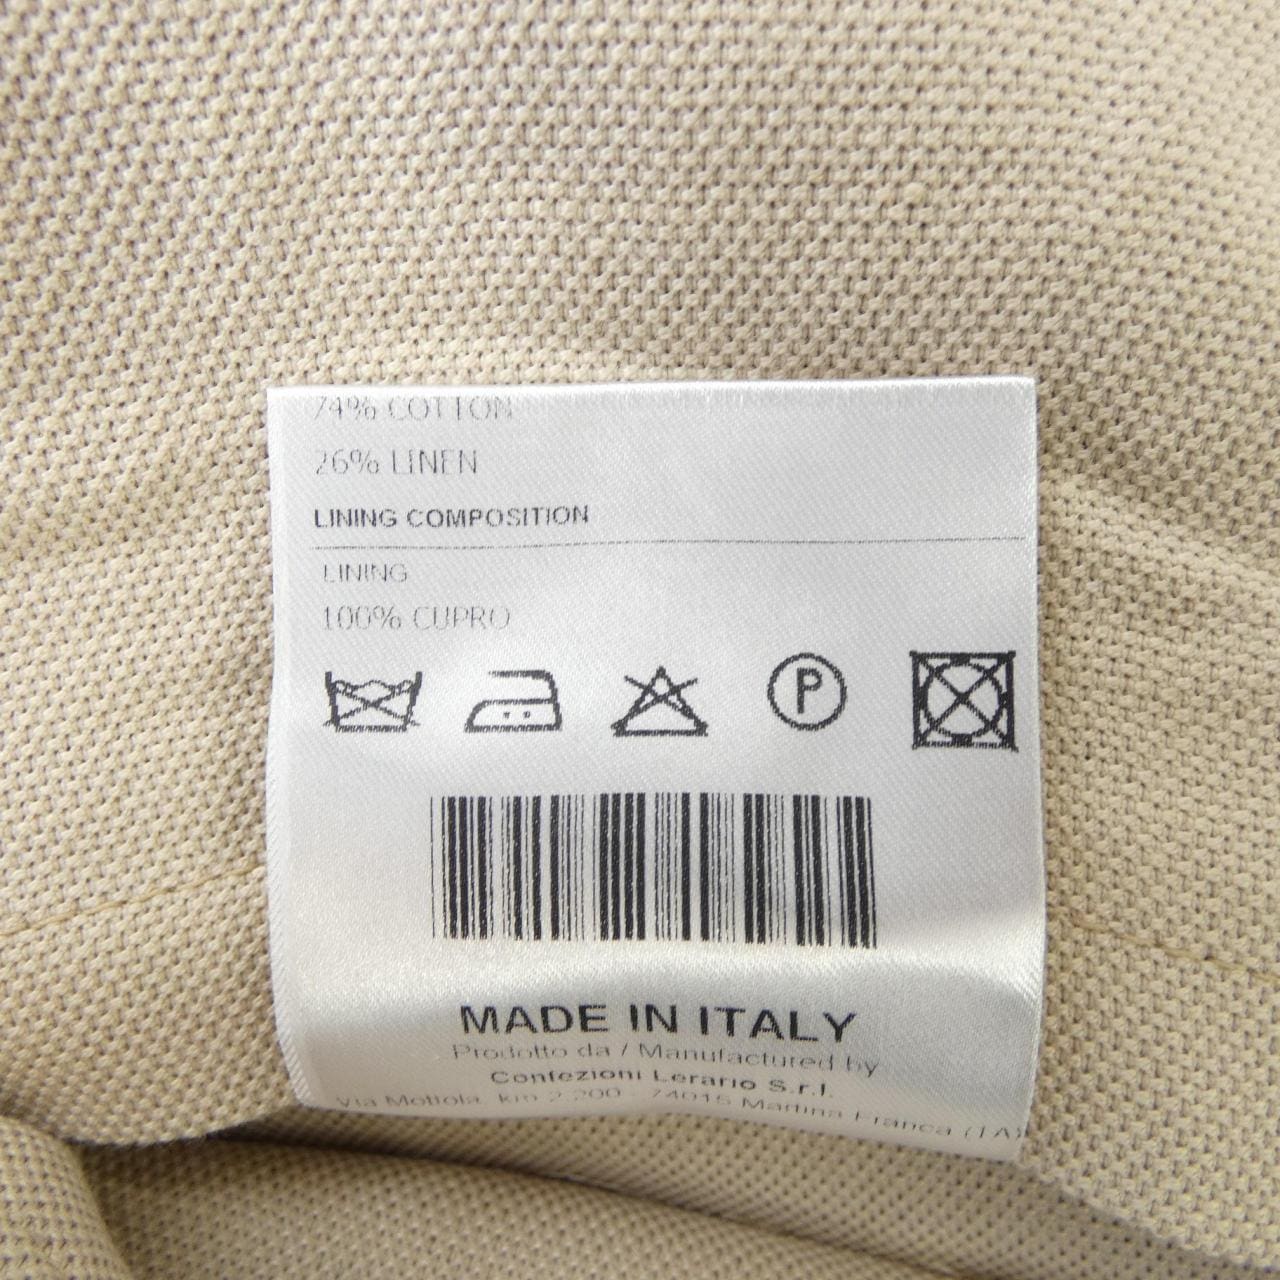 74% COTTON
26% LINEN
LINING COMPOSITION
LINING
100% CUPRO
P
MADE IN ITALY
Prodotto da / Manufactured by
Confezioni Lerario S.r.l.
Via Mottola, km 2,200 - 74015 Martina Franca (TA)